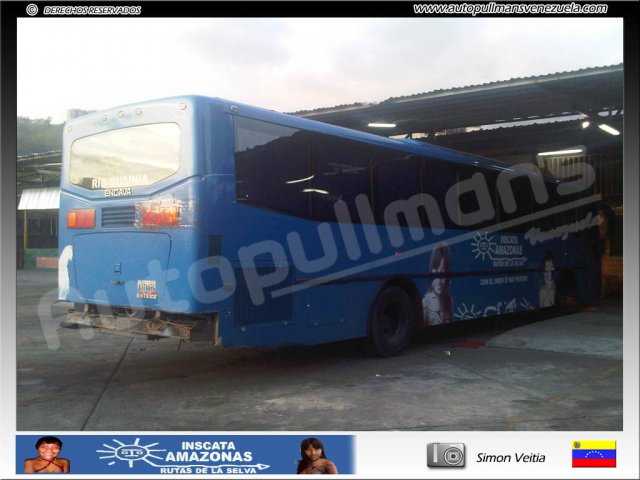 © DERECHOS RESERVADOS
www.autopullmansvenezuela.com
RIO GUAINIA
ENCAVA
INSCATA
AMAZONAS
RUTAS DE LA SELVA
Autopullmans
Venezuela
INSCATA
AMAZONAS
RUTAS DE LA SELVA
Simon Veitia